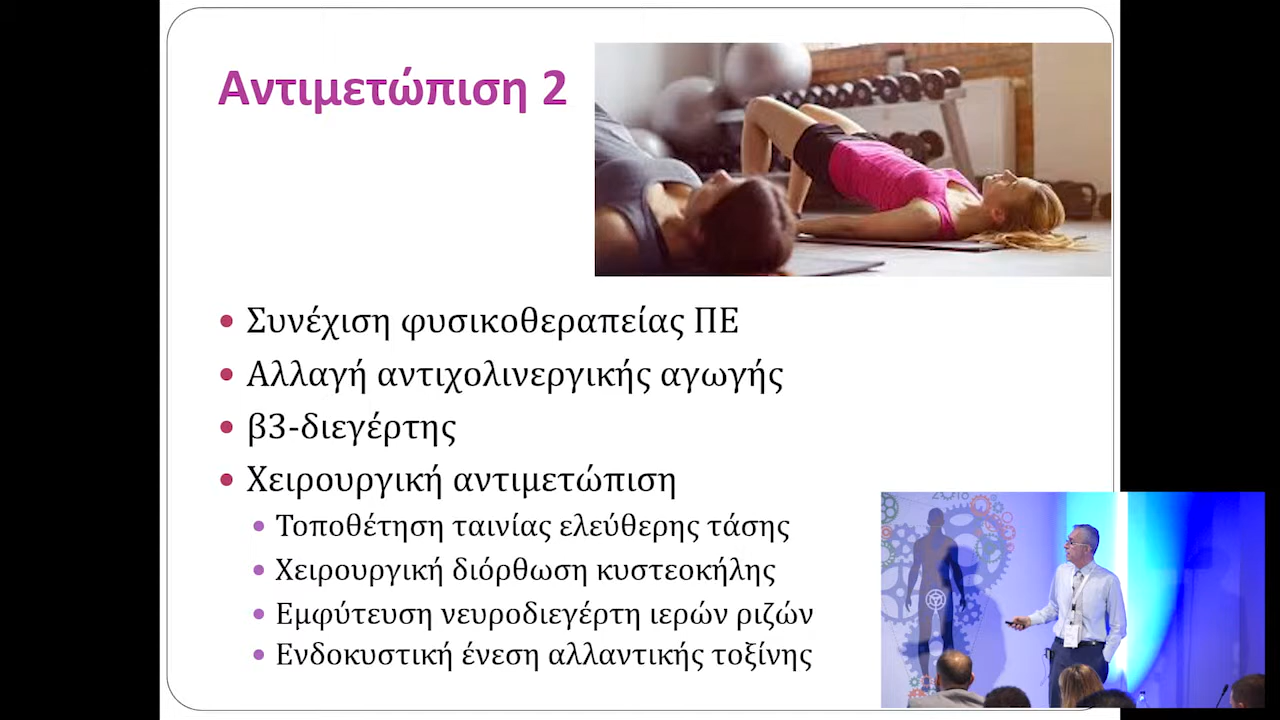 Αντιμετώπιση 2
Συνέχιση φυσικοθεραπείας ΠΕ
Αλλαγή αντιχολινεργικής αγωγής
β3-διεγέρτης
Χειρουργική αντιμετώπιση
Τοποθέτηση ταινίας ελεύθερης τάσης
Χειρουργική διόρθωση κυστεοκήλης
Εμφύτευση νευροδιεγέρτη ιερών ριζών
Ενδοκυστική ένεση αλλαντικής τοξίνης
2018